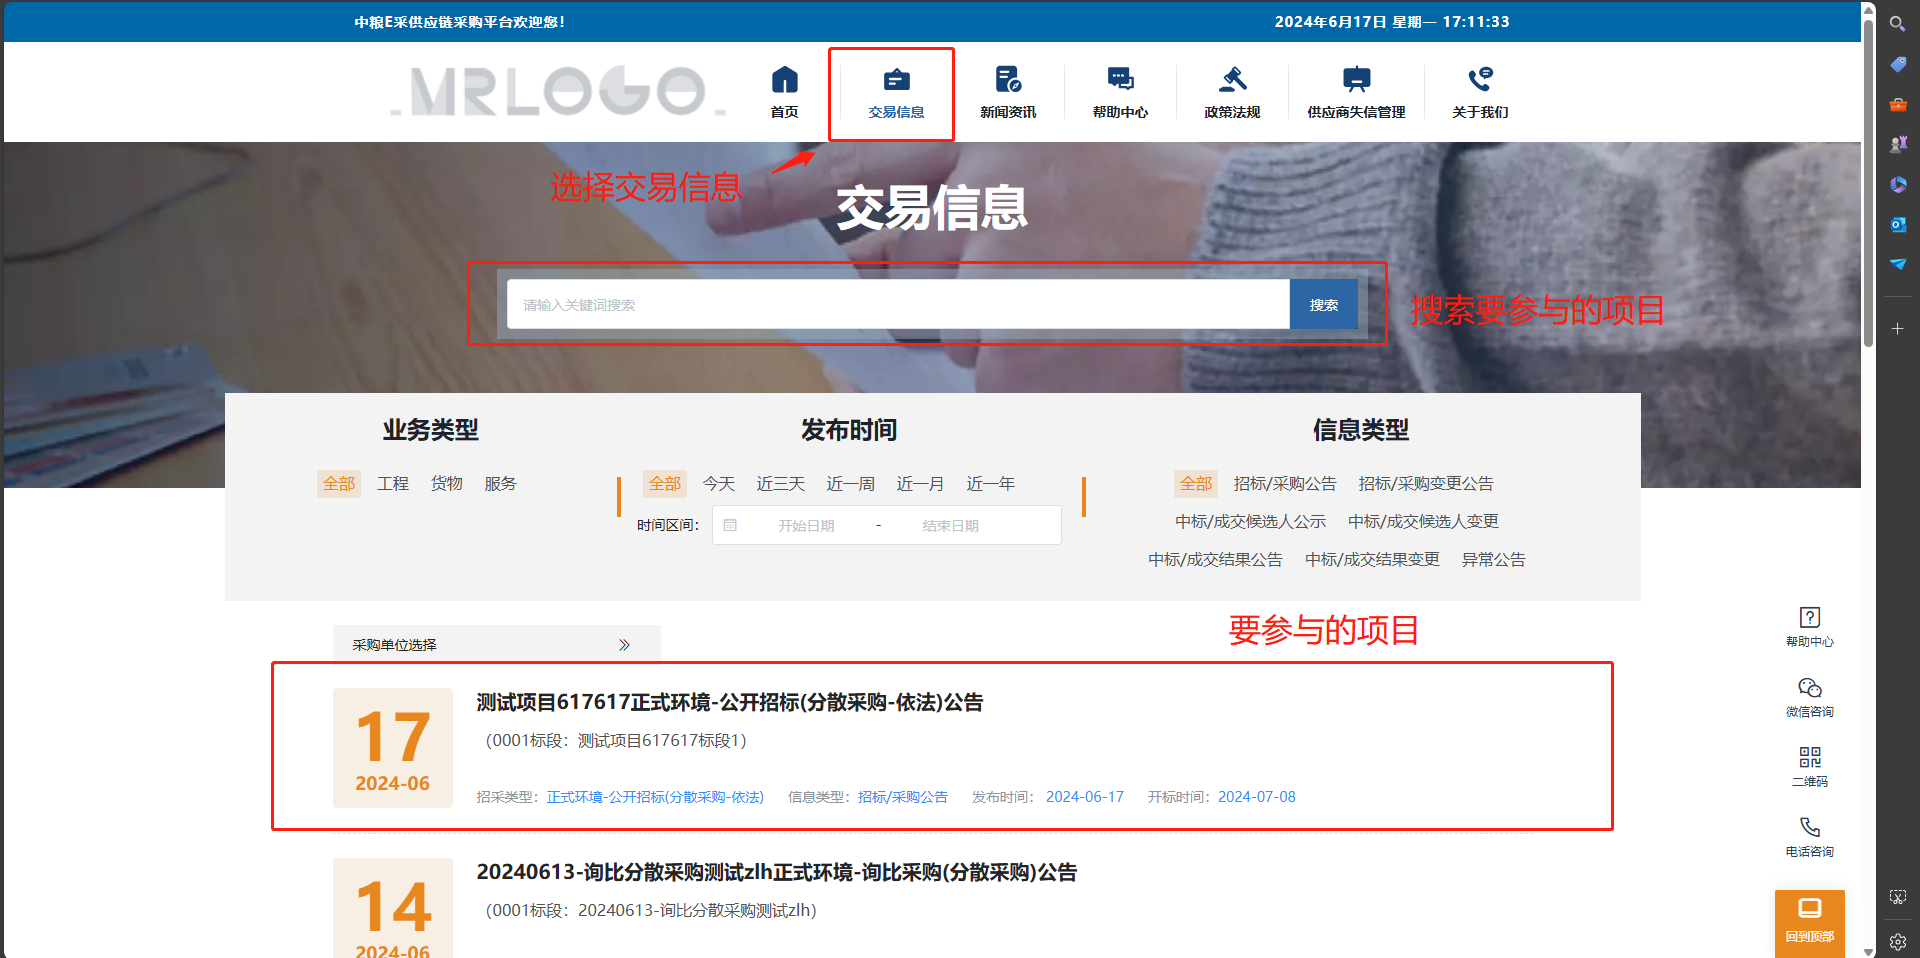 中粮E采供应链采购平台欢迎您！
2024年6月17日 星期一 17:11:33
MRLOGO
首页
交易信息
新闻资讯
帮助中心
政策法规
供应商失信管理
关于我们
选择交易信息
交易信息
请输入关键词搜索
搜索
搜索要参与的项目
业务类型
发布时间
信息类型
全部 工程 货物 服务
全部 今天 近三天 近一周 近一月 近一年
时间区间： 开始日期 - 结束日期
全部 招标/采购公告 招标/采购变更公告
中标/成交候选人公示 中标/成交候选人变更
中标/成交结果公告 中标/成交结果变更 异常公告
要参与的项目
采购单位选择
17
2024-06
测试项目617617正式环境-公开招标(分散采购-依法)公告
（0001标段：测试项目617617标段1）
招采类型：正式环境-公开招标(分散采购-依法) 信息类型：招标/采购公告 发布时间： 2024-06-17 开标时间：2024-07-08
14
2024-06
20240613-询比分散采购测试zlh正式环境-询比采购(分散采购)公告
（0001标段：20240613-询比分散采购测试zlh）
帮助中心
微信咨询
二维码
电话咨询
回到顶部